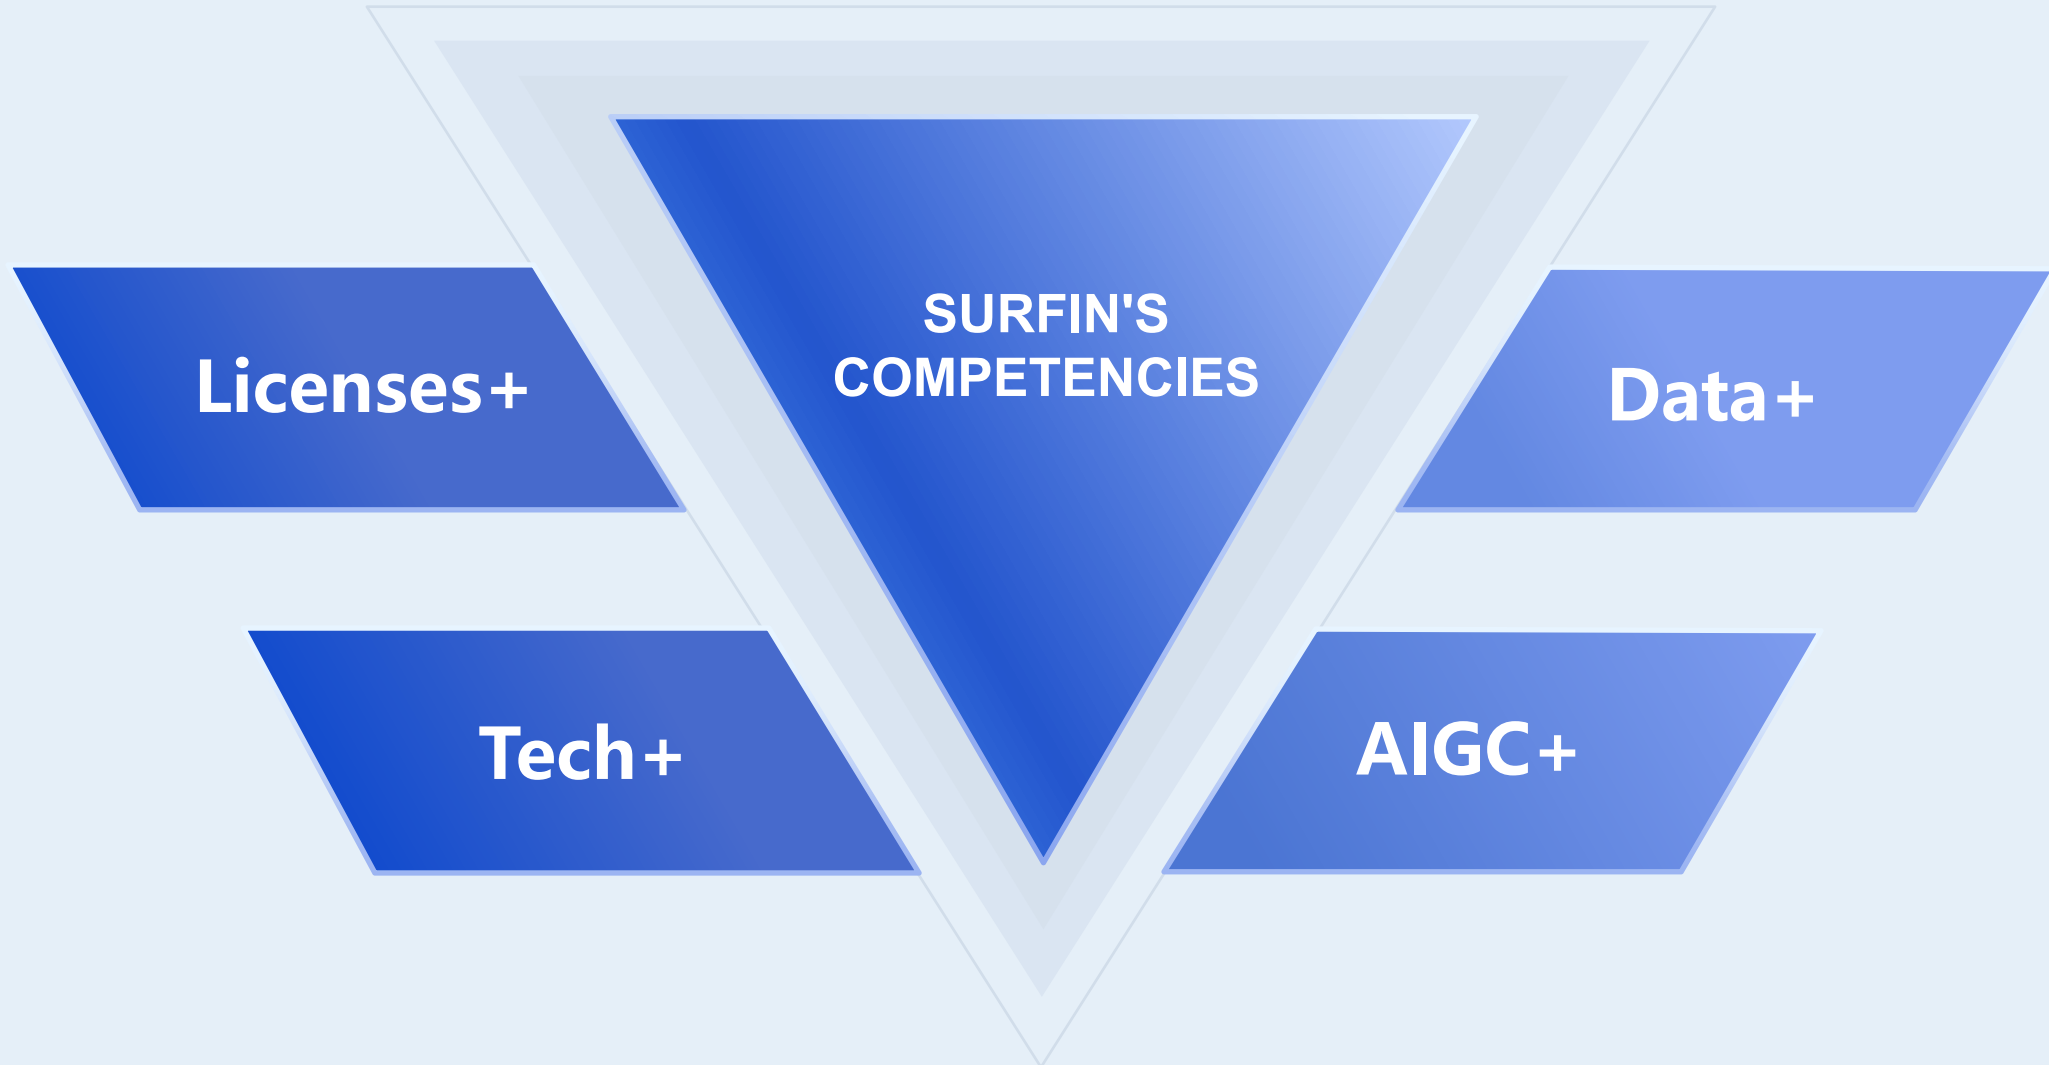 SURFIN'S
COMPETENCIES
Licenses+
Data+
Tech+
AIGC+